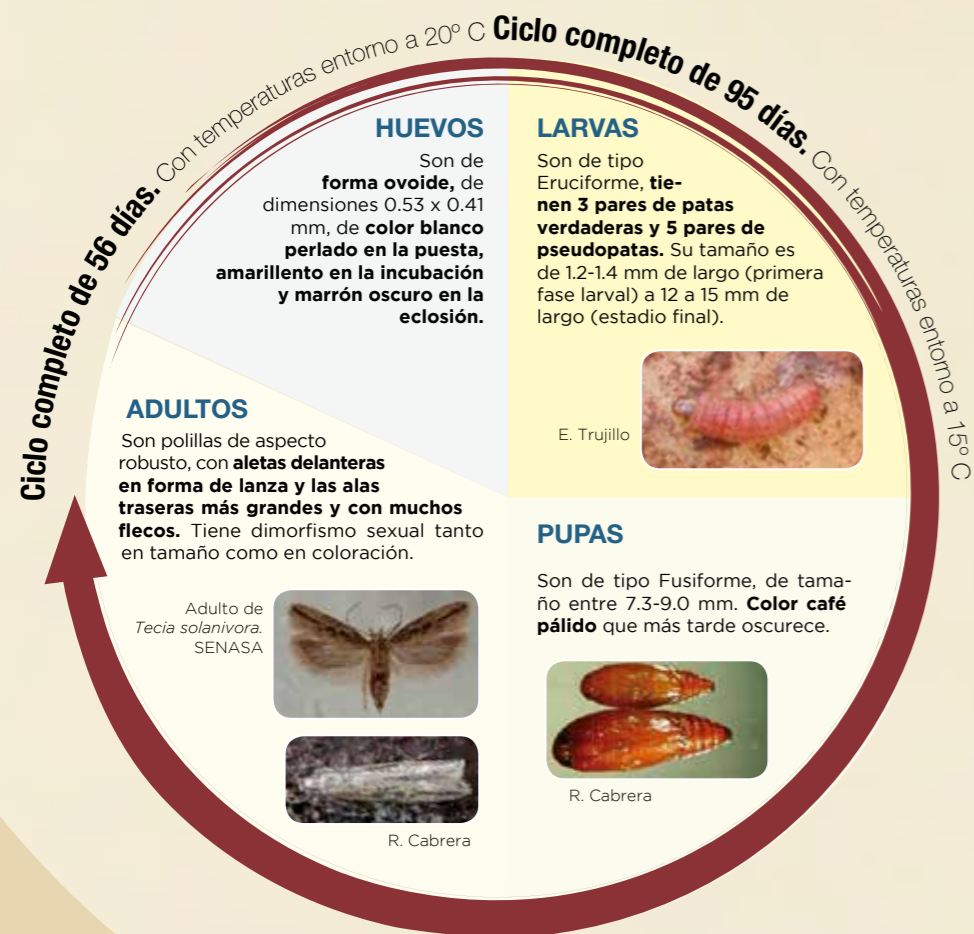 Ciclo completo de 56 días. Con temperaturas entorno a 20º C
Ciclo completo de 95 días. Con temperaturas entorno a 15º C
HUEVOS
Son de
forma ovoide, de
dimensiones 0.53 x 0.41
mm, de color blanco
perlado en la puesta,
amarillento en la incubación
y marrón oscuro en la
eclosión.
LARVAS
Son de tipo
Eruciforme, tie-
nen 3 pares de patas
verdaderas y 5 pares de
pseudopatas. Su tamaño es
de 1.2-1.4 mm de largo (primera
fase larval) a 12 a 15 mm de
largo (estadio final).
E. Trujillo
PUPAS
Son de tipo Fusiforme, de tama-
ño entre 7.3-9.0 mm. Color café
pálido que más tarde oscurece.
R. Cabrera
ADULTOS
Son polillas de aspecto
robusto, con aletas delanteras
en forma de lanza y las alas
traseras más grandes y con muchos
flecos. Tiene dimorfismo sexual tanto
en tamaño como en coloración.
Adulto de
Tecia solanivora.
SENASA
R. Cabrera